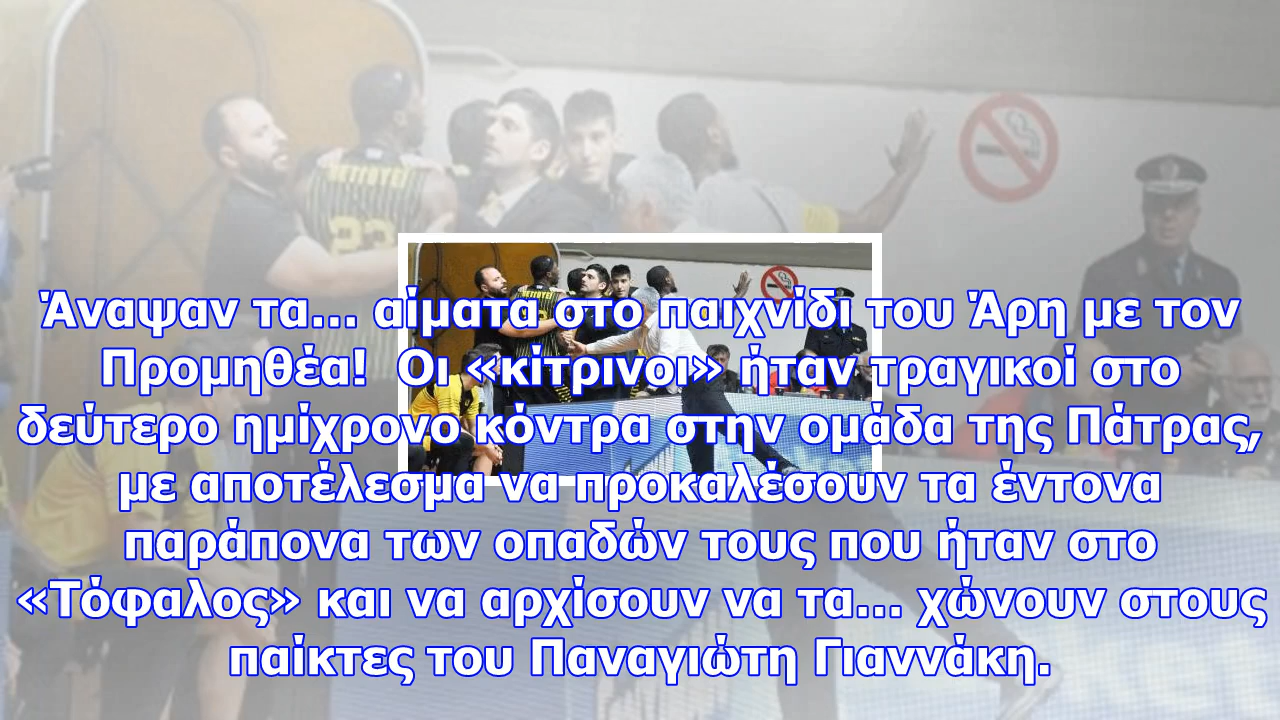 ΠΕΤΓΟΥΕΪ
23
Άναψαν τα... αίματα στο παιχνίδι του Άρη με τον
Προμηθέα!  Οι «κίτρινοι» ήταν τραγικοί στο
δεύτερο ημίχρονο κόντρα στην ομάδα της Πάτρας,
με αποτέλεσμα να προκαλέσουν τα έντονα
παράπονα των οπαδών τους που ήταν στο
«Τόφαλος» και να αρχίσουν να τα... χώνουν στους
παίκτες του Παναγιώτη Γιαννάκη.